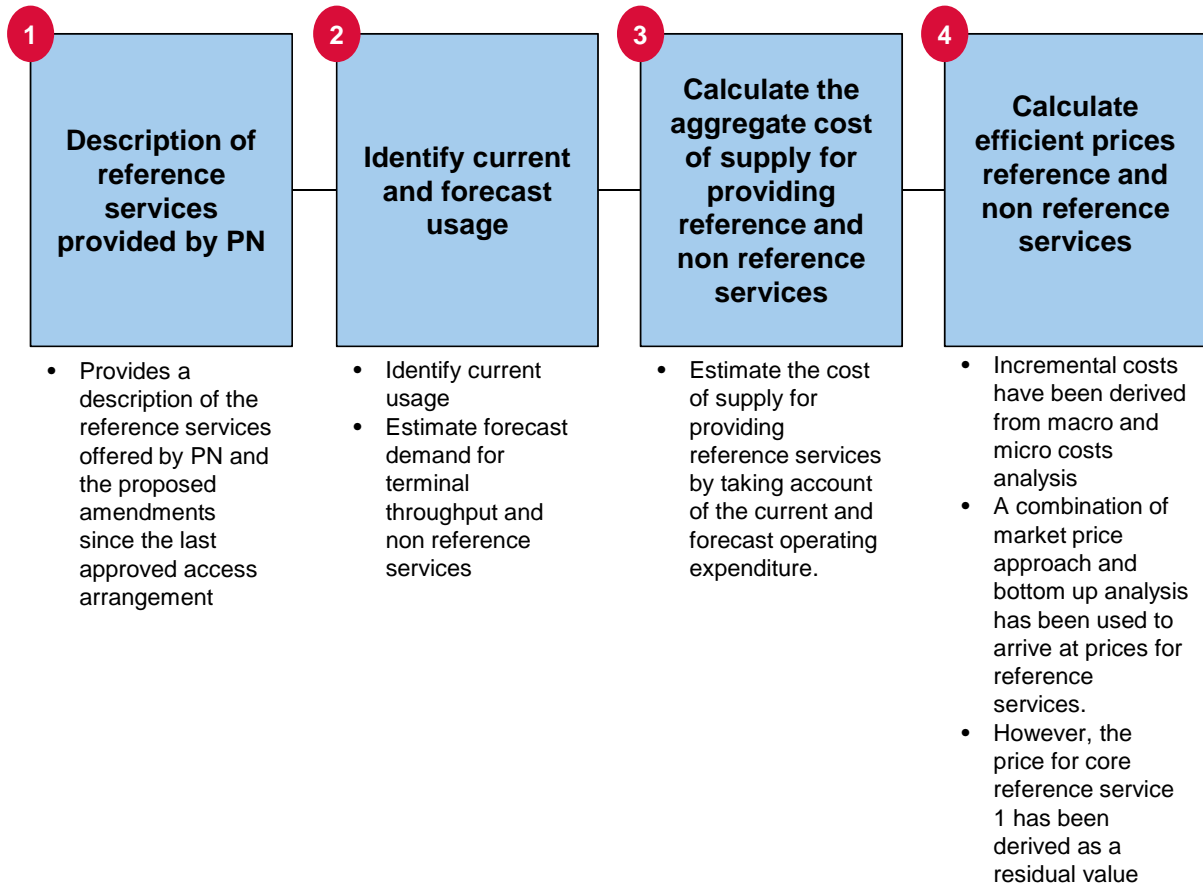 1
Description of
reference
services
provided by PN
• Provides a
description of the
reference services
offered by PN and
the proposed
amendments
since the last
approved access
arrangement
2
Identify current
and forecast
usage
• Identify current
usage
• Estimate forecast
demand for
terminal
throughput and
non reference
services
3
Calculate the
aggregate cost
of supply for
providing
reference and
non reference
services
• Estimate the cost
of supply for
providing
reference services
by taking account
of the current and
forecast operating
expenditure.
4
Calculate
efficient prices
reference and
non reference
services
• Incremental costs
have been derived
from macro and
micro costs
analysis
• A combination of
market price
approach and
bottom up analysis
has been used to
arrive at prices for
reference
services.
• However, the
price for core
reference service
1 has been
derived as a
residual value